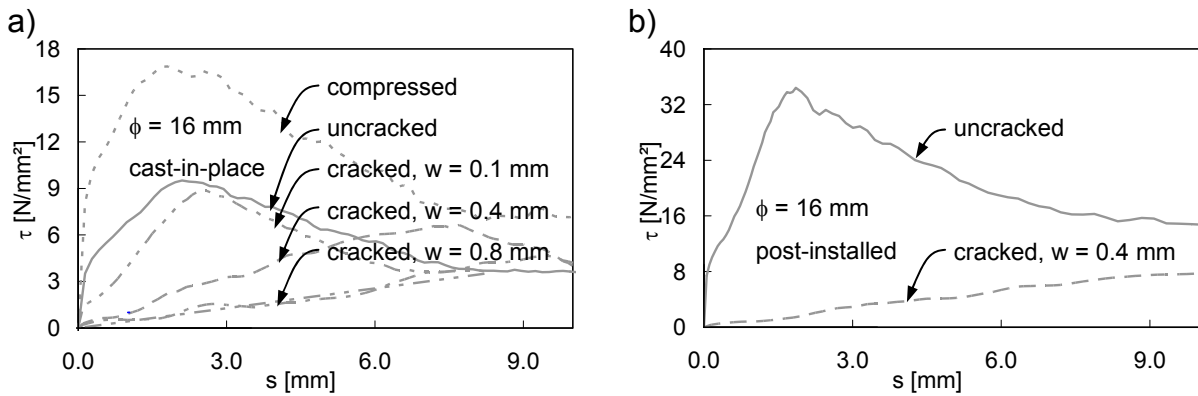 a)
τ [N/mm²]
18
15
12
9
6
3
0
0.0
3.0
6.0
9.0
s [mm]
ϕ = 16 mm
cast-in-place
compressed
uncracked
cracked, w = 0.1 mm
cracked, w = 0.4 mm
cracked, w = 0.8 mm
b)
τ [N/mm²]
40
32
24
16
8
0
0.0
3.0
6.0
9.0
s [mm]
uncracked
ϕ = 16 mm
post-installed
cracked, w = 0.4 mm